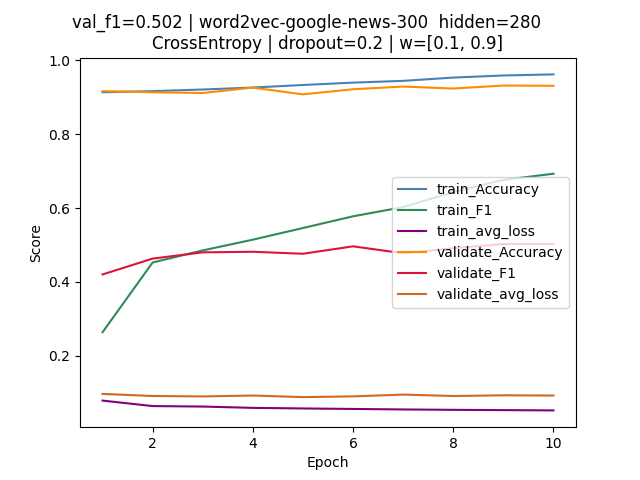 val_f1=0.502 | word2vec-google-news-300  hidden=280
CrossEntropy | dropout=0.2 | w=[0.1, 0.9]
1.0
0.8
0.6
0.4
0.2
Score
train_Accuracy
train_F1
train_avg_loss
validate_Accuracy
validate_F1
validate_avg_loss
2 4 6 8 10
Epoch